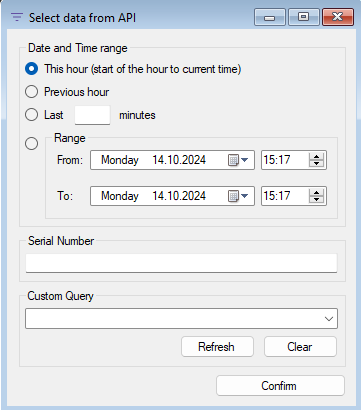 Select data from API
Date and Time range
This hour (start of the hour to current time)
Previous hour
Last minutes
Range
From: Monday 14.10.2024 15:17
To: Monday 14.10.2024 15:17
Serial Number
Custom Query
Refresh Clear
Confirm